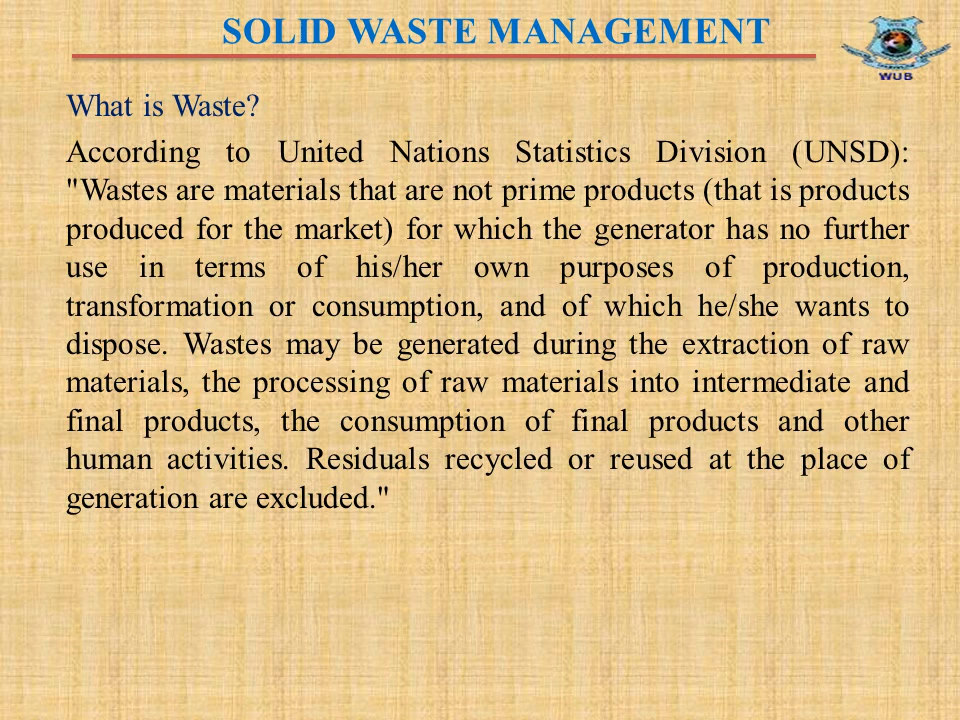 SOLID WASTE MANAGEMENT
WUB
What is Waste?
According to United Nations Statistics Division (UNSD):
"Wastes are materials that are not prime products (that is products
produced for the market) for which the generator has no further
use in terms of his/her own purposes of production,
transformation or consumption, and of which he/she wants to
dispose. Wastes may be generated during the extraction of raw
materials, the processing of raw materials into intermediate and
final products, the consumption of final products and other
human activities. Residuals recycled or reused at the place of
generation are excluded."